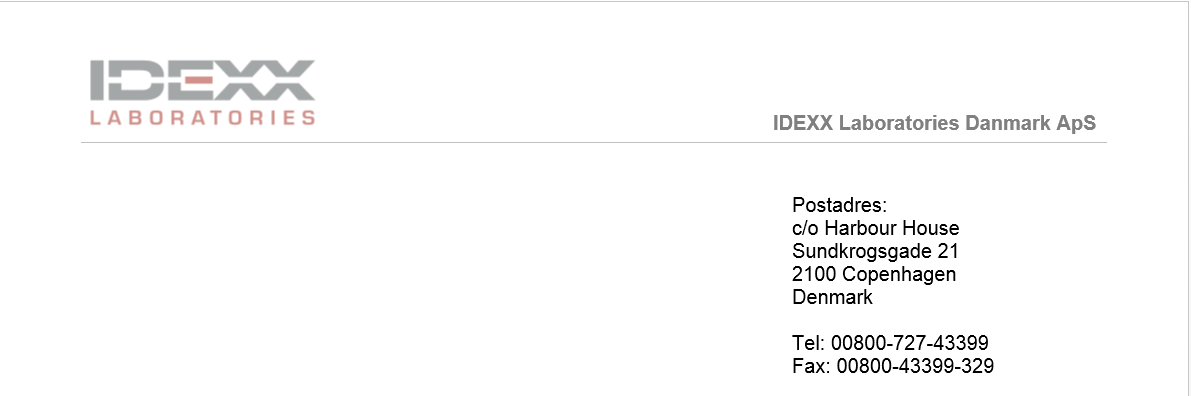 IDEXX
LABORATORIES
IDEXX Laboratories Danmark ApS
Postadres:
c/o Harbour House
Sundkrogsgade 21
2100 Copenhagen
Denmark
Tel: 00800-727-43399
Fax: 00800-43399-329